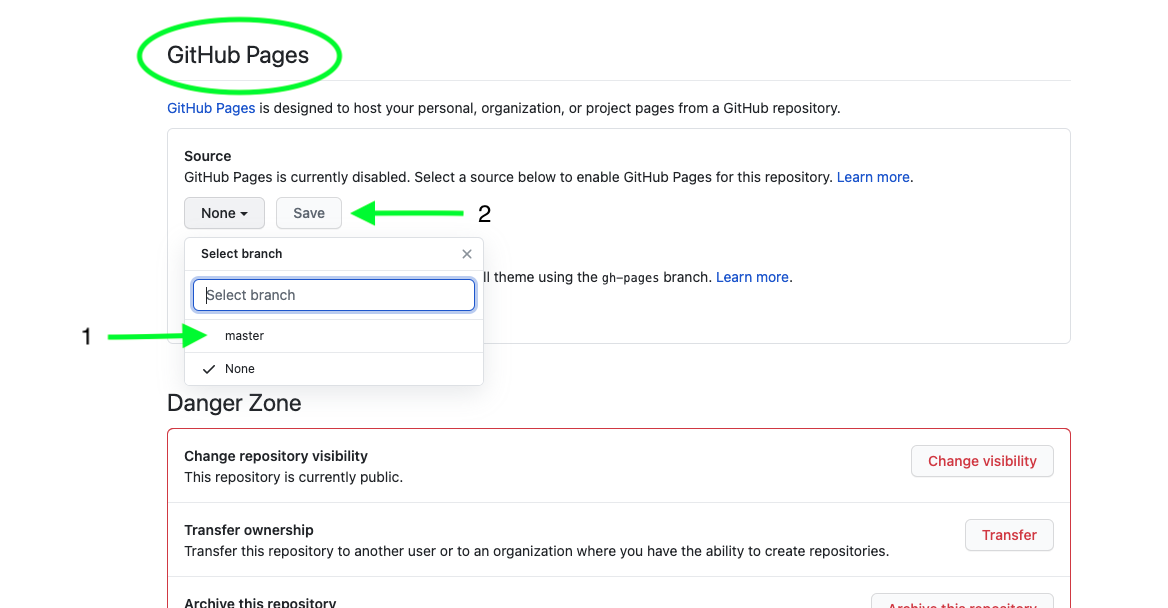 GitHub Pages
GitHub Pages is designed to host your personal, organization, or project pages from a GitHub repository.
Source
GitHub Pages is currently disabled. Select a source below to enable GitHub Pages for this repository. Learn more.
None Save 2
Select branch
ll theme using the gh-pages branch. Learn more.
Select branch
1 master
None
Danger Zone
Change repository visibility
This repository is currently public.
Change visibility
Transfer ownership
Transfer this repository to another user or to an organization where you have the ability to create repositories.
Transfer
Archive this repository
Archive this repository